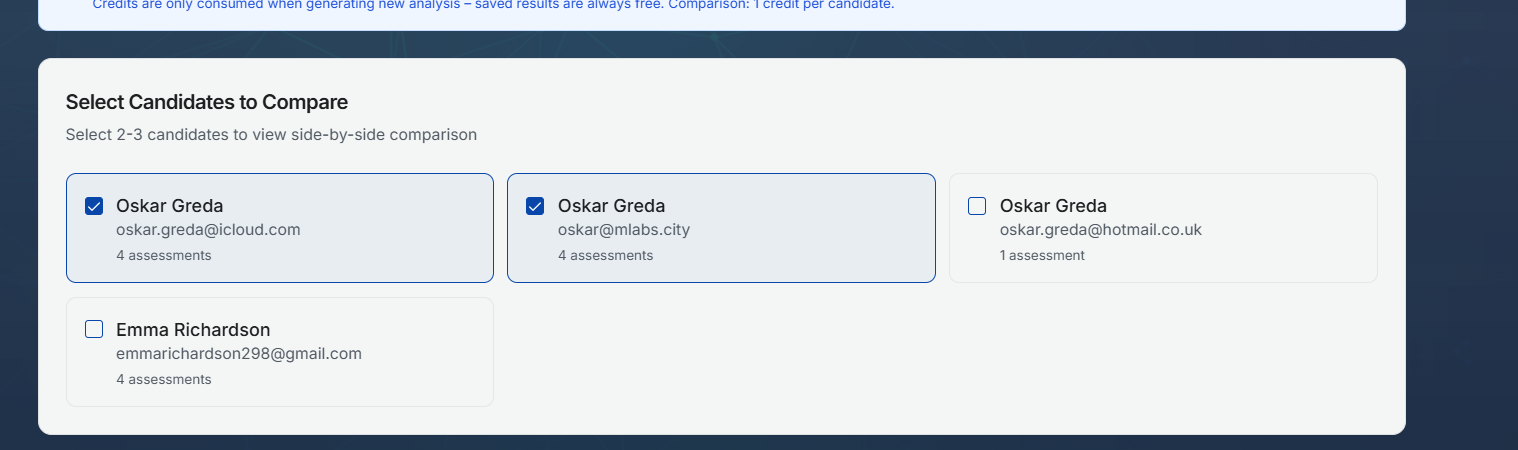 Credits are only consumed when generating new analysis – saved results are always free. Comparison: 1 credit per candidate.
Select Candidates to Compare
Select 2-3 candidates to view side-by-side comparison
Oskar Greda
oskar.greda@icloud.com
4 assessments
Oskar Greda
oskar@mlabs.city
4 assessments
Oskar Greda
oskar.greda@hotmail.co.uk
1 assessment
Emma Richardson
emmarichardson298@gmail.com
4 assessments